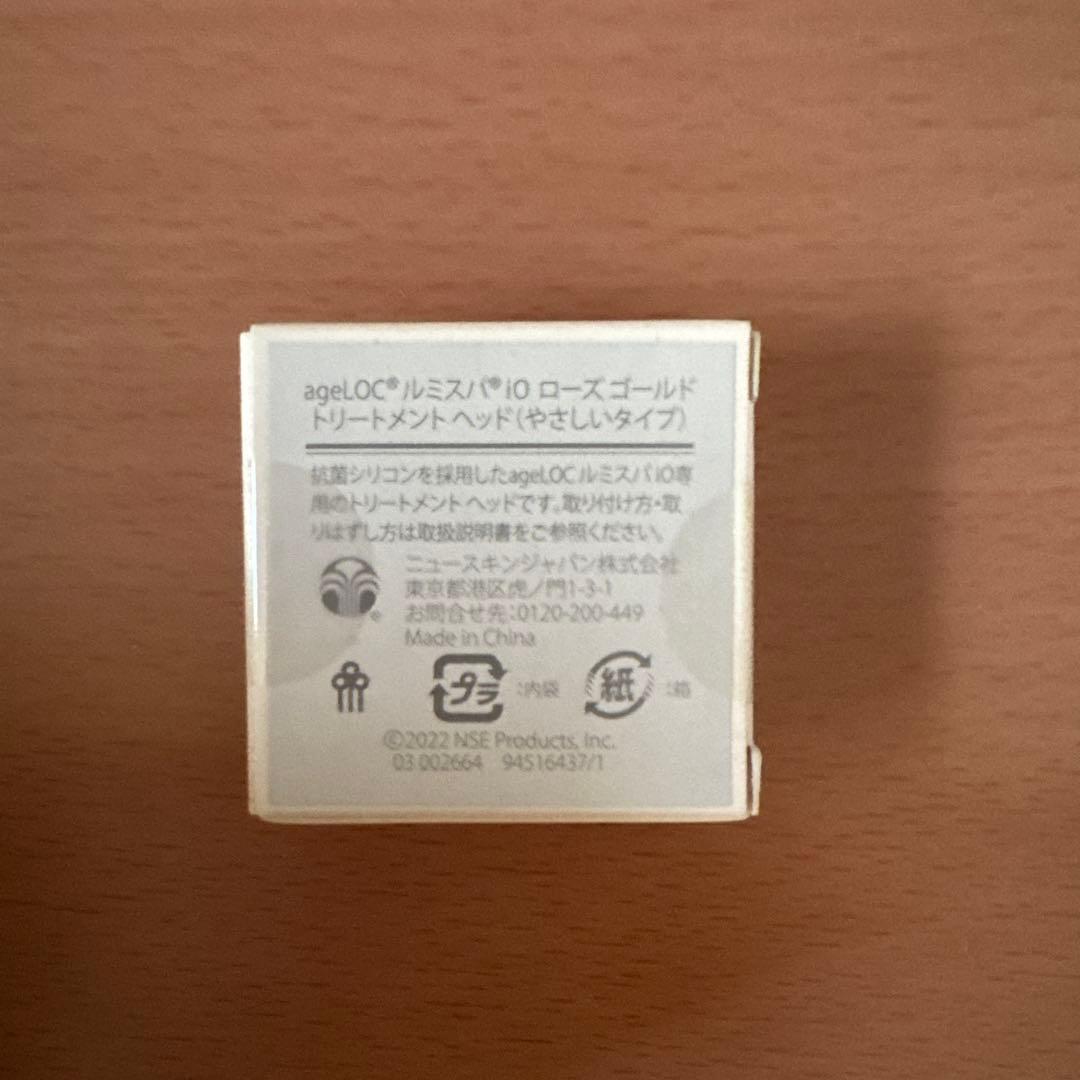 ageLOC® ルミスパ® iO ローズ ゴールド
トリートメント ヘッド（やさしいタイプ）
抗菌シリコンを採用したageLOC ルミスパ iO専
用のトリートメント ヘッドです。取り付け方・取
りはずし方は取扱説明書をご参照ください。
ニュースキンジャパン株式会社
東京都港区虎ノ門1-3-1
お問合せ先：0120-200-449
Made in China
プラ ：内袋 紙 ：箱
©2022 NSE Products, Inc.
03 002664 94516437/1